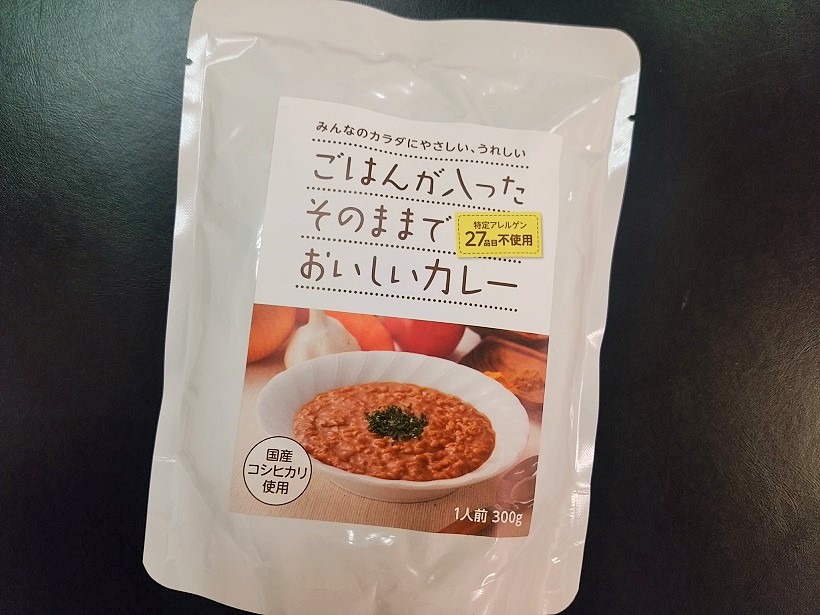 みんなのカラダにやさしい、うれしい
ごはんが入った
そのままで
特定アレルゲン
27品目不使用
おいしいカレー
国産
コシヒカリ
使用
1人前 300g